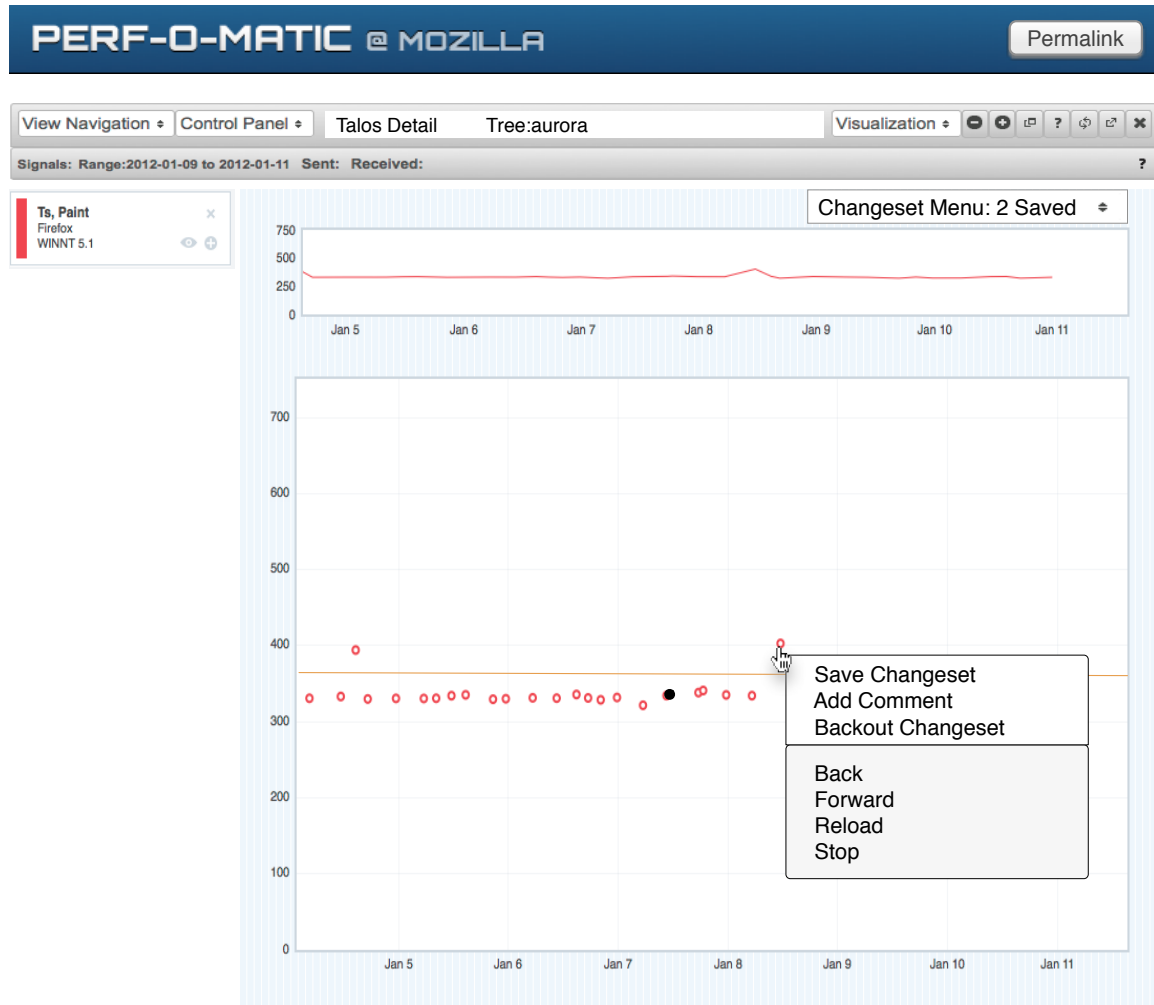 PERF-O-MATIC @ MOZILLA
Permalink
View Navigation Control Panel Talos Detail Tree:aurora Visualization ?
Signals: Range:2012-01-09 to 2012-01-11 Sent: Received: ?
Ts, Paint x
Firefox
WINNT 5.1
Changeset Menu: 2 Saved
750
500
250
0
Jan 5 Jan 6 Jan 7 Jan 8 Jan 9 Jan 10 Jan 11
700
600
500
400
300
200
100
0
Save Changeset
Add Comment
Backout Changeset
Back
Forward
Reload
Stop
Jan 5 Jan 6 Jan 7 Jan 8 Jan 9 Jan 10 Jan 11